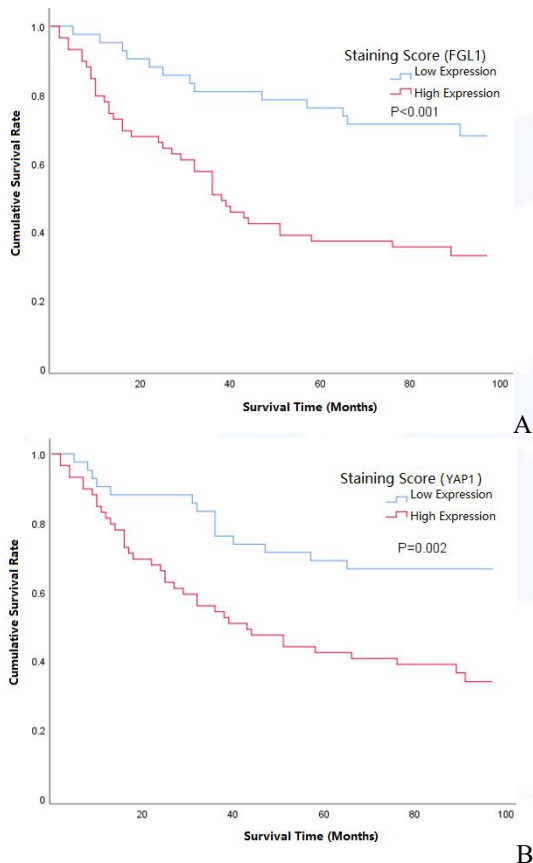 1.0
Staining Score (FGL1)
Low Expression
High Expression
P<0.001
0.8
0.6
0.4
0.2
0
Cumulative Survival Rate
20 40 60 80 100
Survival Time (Months)
A
1.0
Staining Score (YAP1)
Low Expression
High Expression
P=0.002
0.8
0.6
0.4
0.2
0
Cumulative Survival Rate
20 40 60 80 100
Survival Time (Months)
B